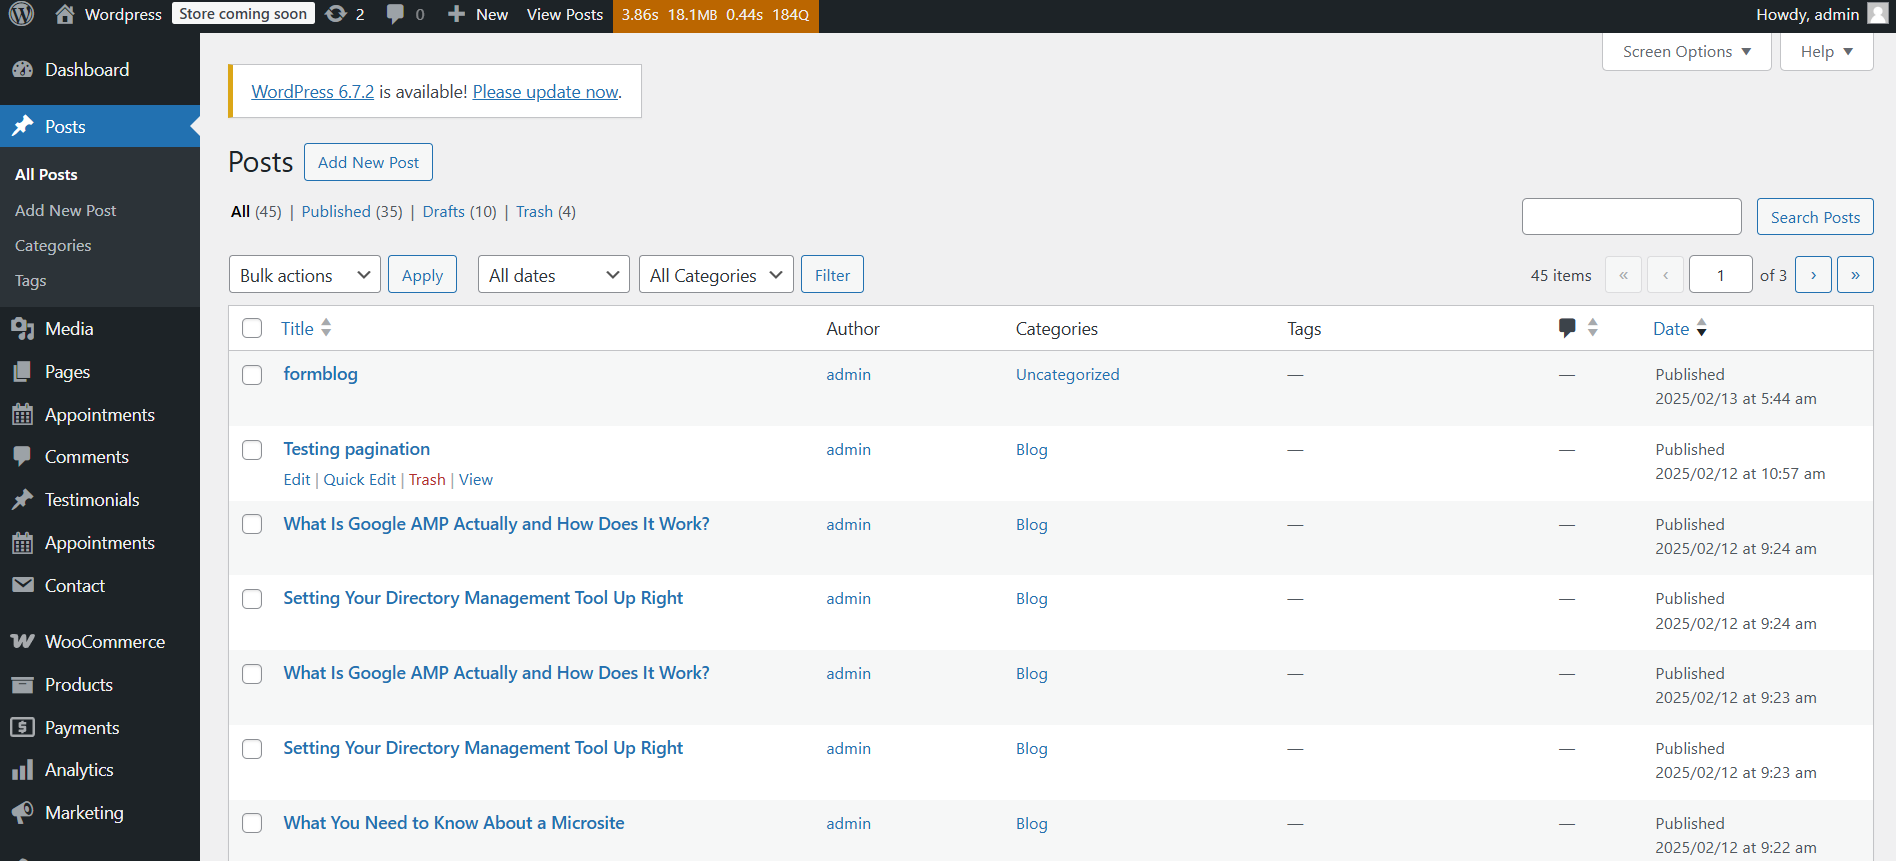 Wordpress Store coming soon 2 0 New View Posts 3.86s 18.1MB 0.44s 184Q Howdy, admin
Screen Options Help
Dashboard
Posts
All Posts
Add New Post
Categories
Tags
Media
Pages
Appointments
Comments
Testimonials
Appointments
Contact
WooCommerce
Products
Payments
Analytics
Marketing
WordPress 6.7.2 is available! Please update now.
Posts Add New Post
All (45) | Published (35) | Drafts (10) | Trash (4)
Search Posts
Bulk actions Apply All dates All Categories Filter 45 items « ‹ 1 of 3 › »
Title Author Categories Tags Date
formblog admin Uncategorized — — Published
2025/02/13 at 5:44 am
Testing pagination admin Blog — — Published
2025/02/12 at 10:57 am
Edit | Quick Edit | Trash | View
What Is Google AMP Actually and How Does It Work? admin Blog — — Published
2025/02/12 at 9:24 am
Setting Your Directory Management Tool Up Right admin Blog — — Published
2025/02/12 at 9:24 am
What Is Google AMP Actually and How Does It Work? admin Blog — — Published
2025/02/12 at 9:23 am
Setting Your Directory Management Tool Up Right admin Blog — — Published
2025/02/12 at 9:23 am
What You Need to Know About a Microsite admin Blog — — Published
2025/02/12 at 9:22 am